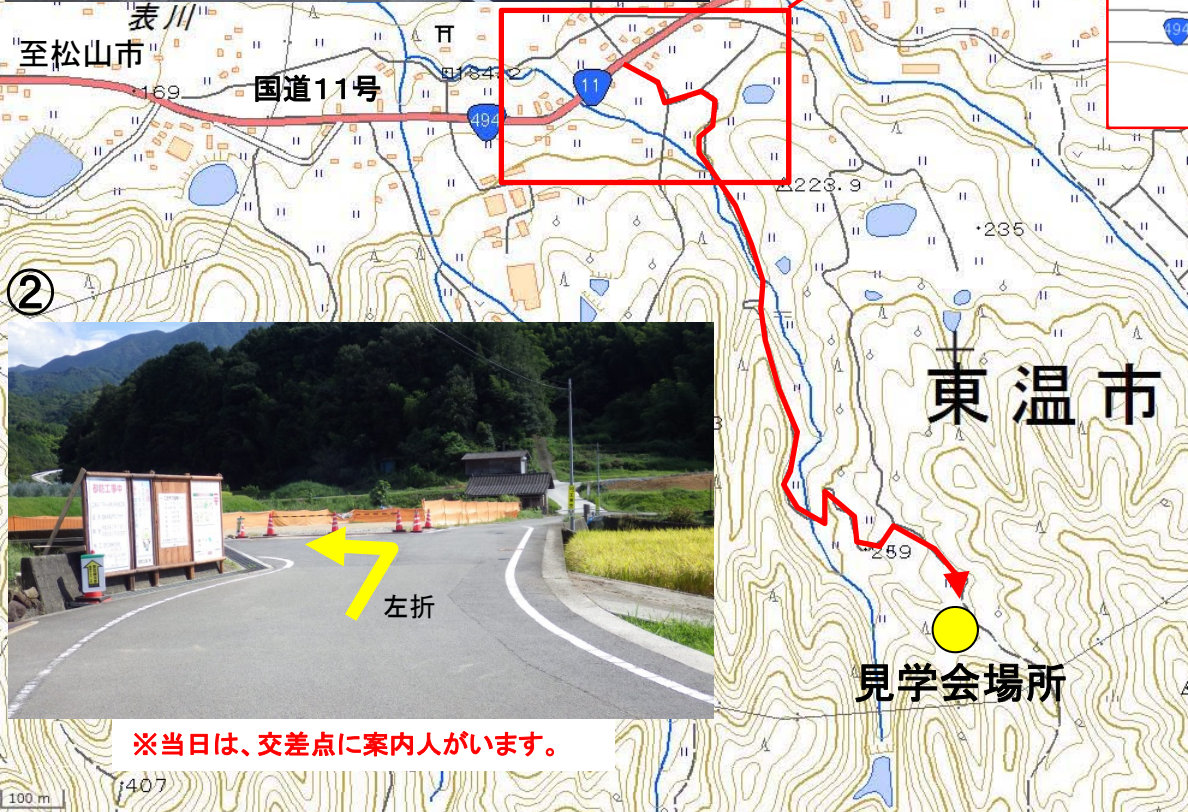 表川
至松山市
184.2
国道11号
11
494
494
169
223.9
235
②
東温市
左折
259
見学会場所
※当日は、交差点に案内人がいます。
407
100 m